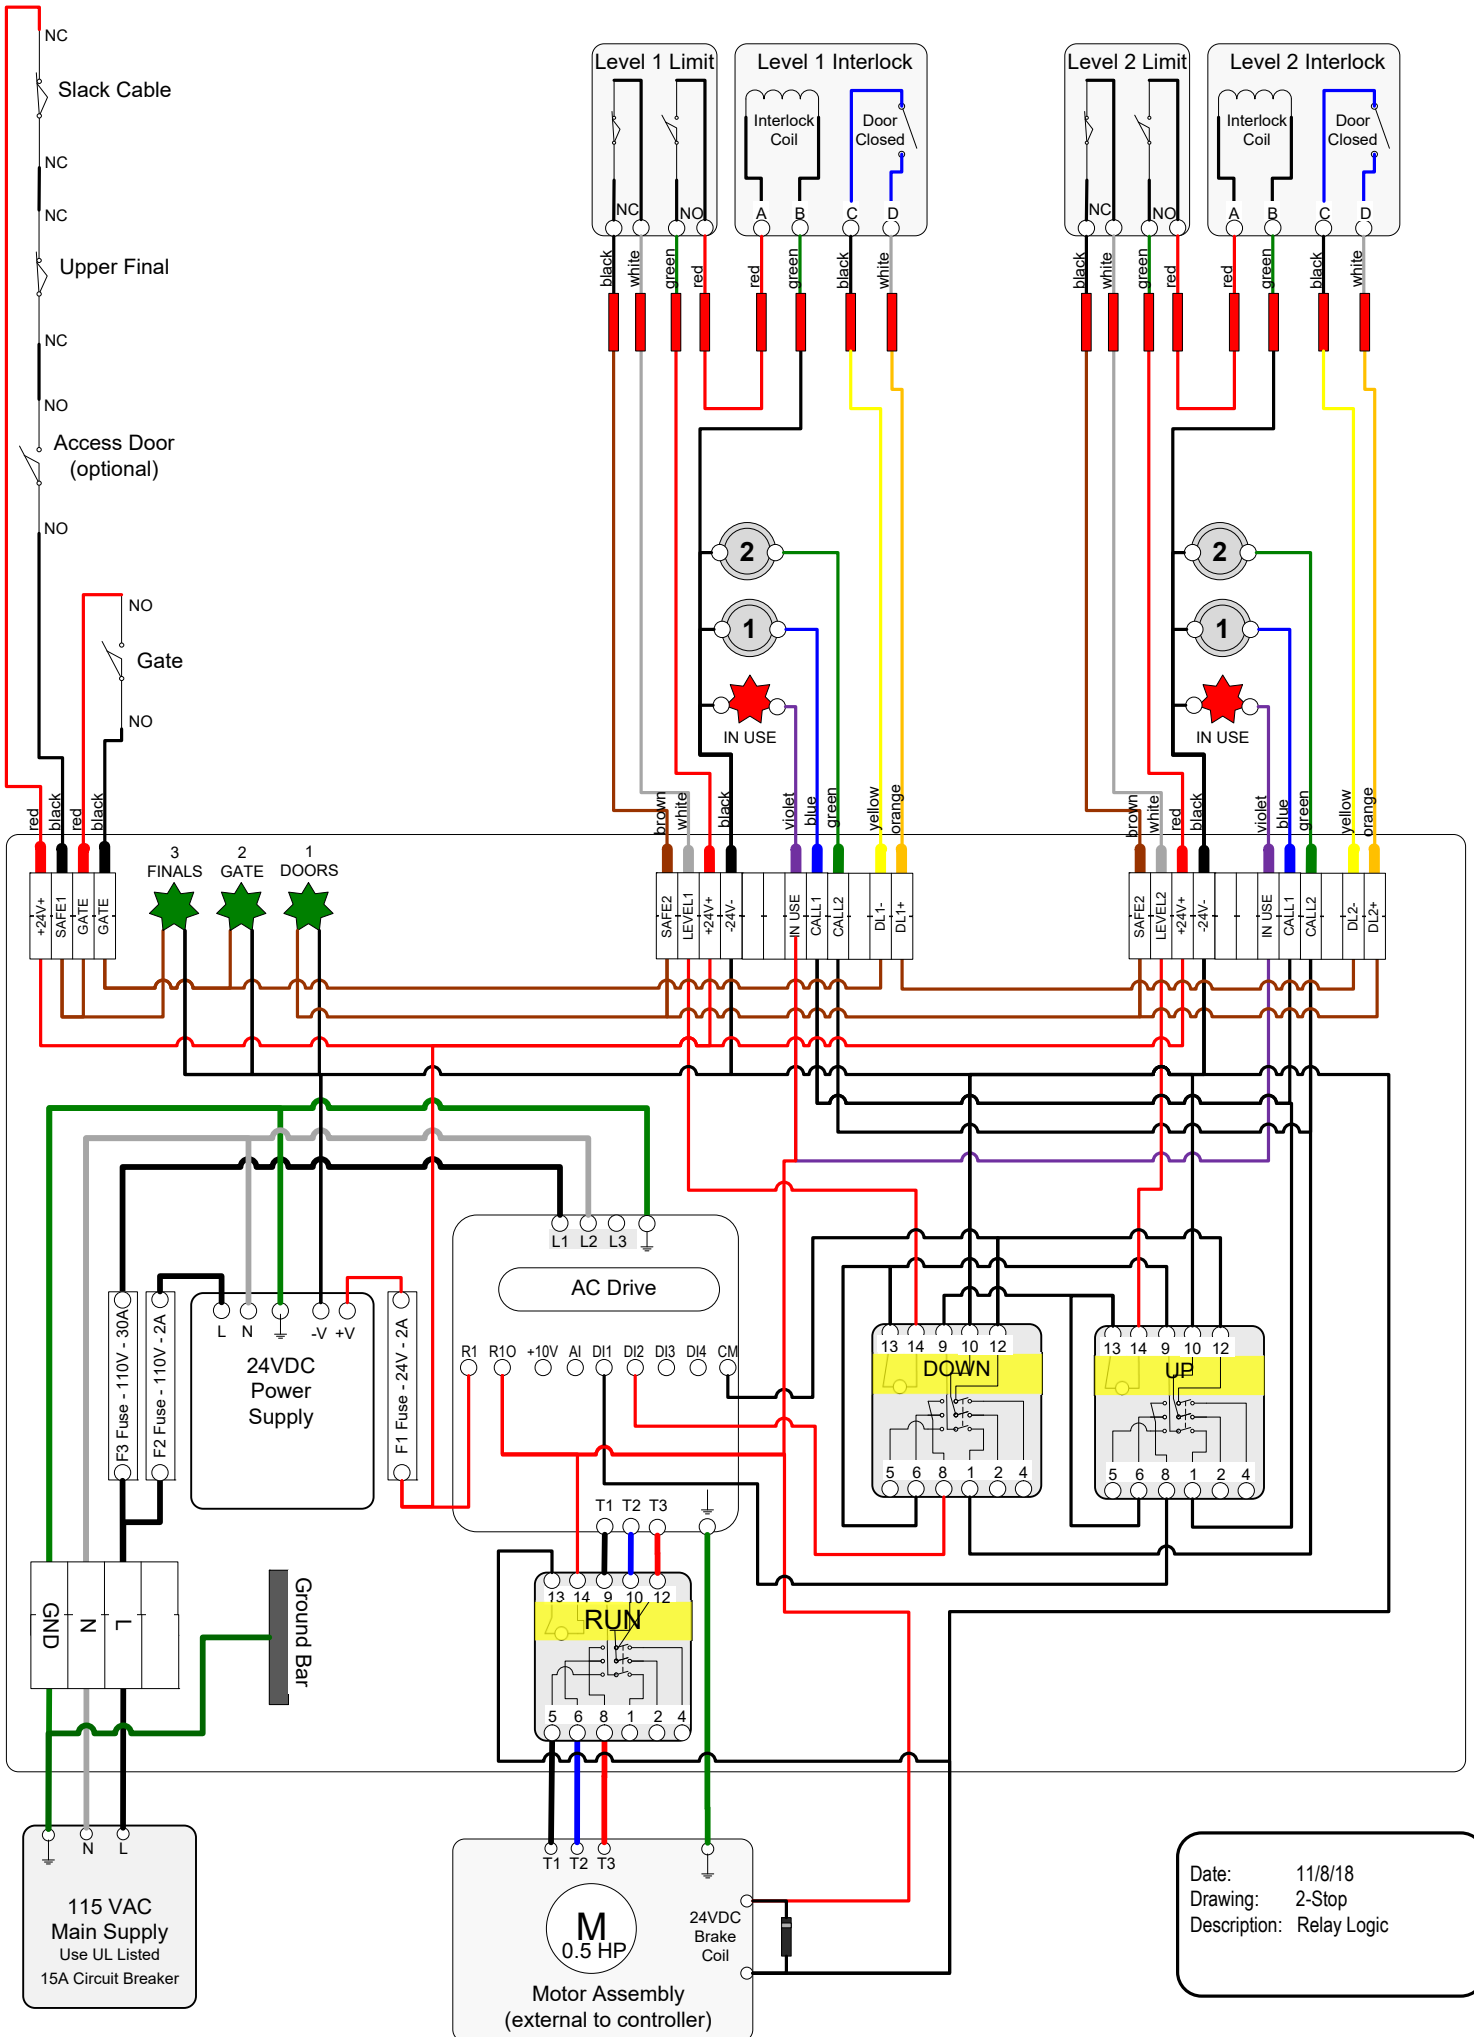 NC
Slack Cable
NC
NC
Upper Final
NC
NO
Access Door
(optional)
NO
NO
Gate
NO
Level 1 Limit
NC
NO
Level 1 Interlock
Interlock
Coil
Door
Closed
A
B
C
D
black
white
green
red
red
green
black
white
2
1
IN USE
Level 2 Limit
NC
NO
Level 2 Interlock
Interlock
Coil
Door
Closed
A
B
C
D
black
white
green
red
red
green
black
white
2
1
IN USE
red
black
red
black
brown
white
red
black
violet
blue
green
yellow
orange
brown
white
red
black
violet
blue
green
yellow
orange
+24V+
SAFE1
GATE
GATE
3
FINALS
2
GATE
1
DOORS
SAFE2
LEVEL1
+24V+
-24V-
IN USE
CALL1
CALL2
DL1-
DL1+
SAFE2
LEVEL2
+24V+
-24V-
IN USE
CALL1
CALL2
DL2-
DL2+
L1 L2 L3
AC Drive
R1 R1O +10V AI DI1 DI2 DI3 DI4 CM
T1 T2 T3
F3 Fuse - 110V - 30A
F2 Fuse - 110V - 2A
L N -V +V
24VDC
Power
Supply
F1 Fuse - 24V - 2A
13 14 9 10 12
DOWN
5 6 8 1 2 4
13 14 9 10 12
UP
5 6 8 1 2 4
13 14 9 10 12
RUN
5 6 8 1 2 4
GND
N
L
Ground Bar
N L
115 VAC
Main Supply
Use UL Listed
15A Circuit Breaker
T1 T2 T3
M
0.5 HP
24VDC
Brake
Coil
Motor Assembly
(external to controller)
Date: 11/8/18
Drawing: 2-Stop
Description: Relay Logic